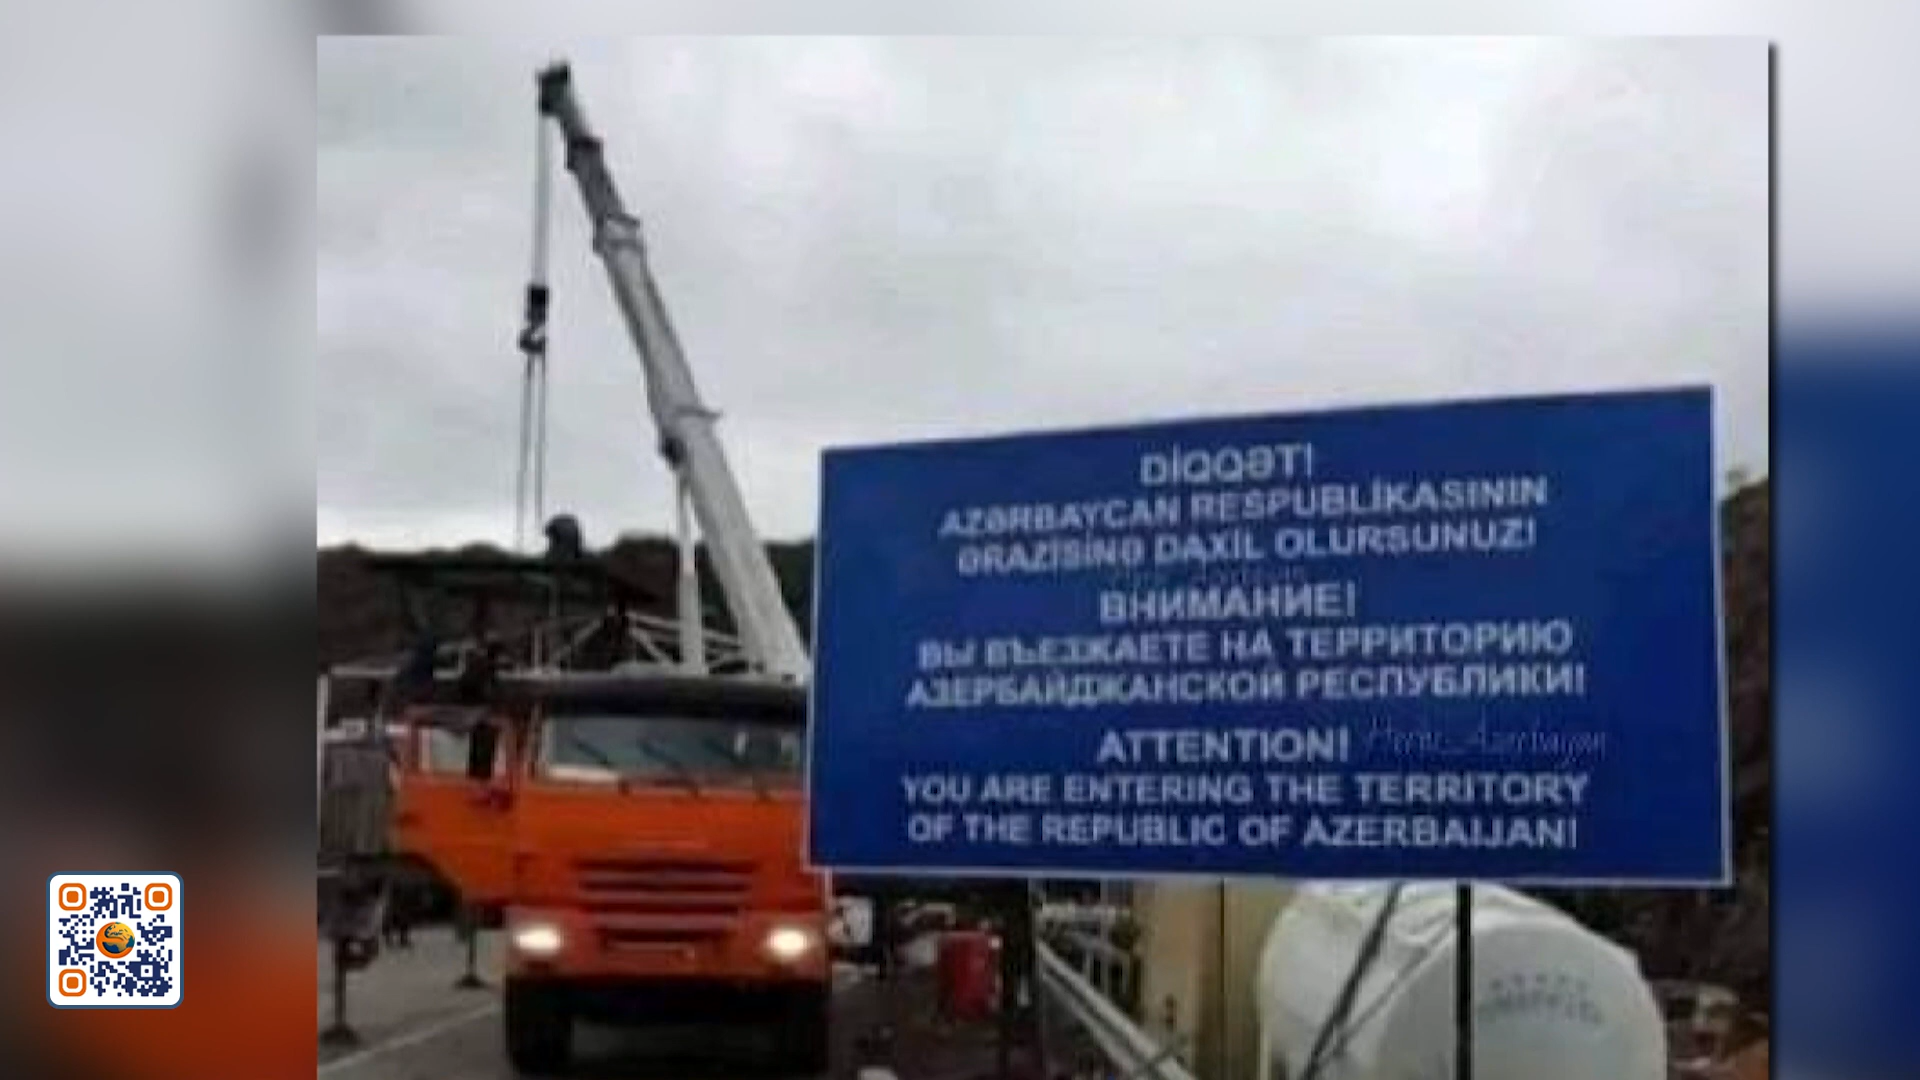 DİQQƏT!
AZƏRBAYCAN RESPUBLİKASININ
ƏRAZİSİNƏ DAXİL OLURSUNUZ!
ВНИМАНИЕ!
ВЫ ВЪЕЗЖАЕТЕ НА ТЕРРИТОРИЮ
АЗЕРБАЙДЖАНСКОЙ РЕСПУБЛИКИ!
ATTENTION!
YOU ARE ENTERING THE TERRITORY
OF THE REPUBLIC OF AZERBAIJAN!